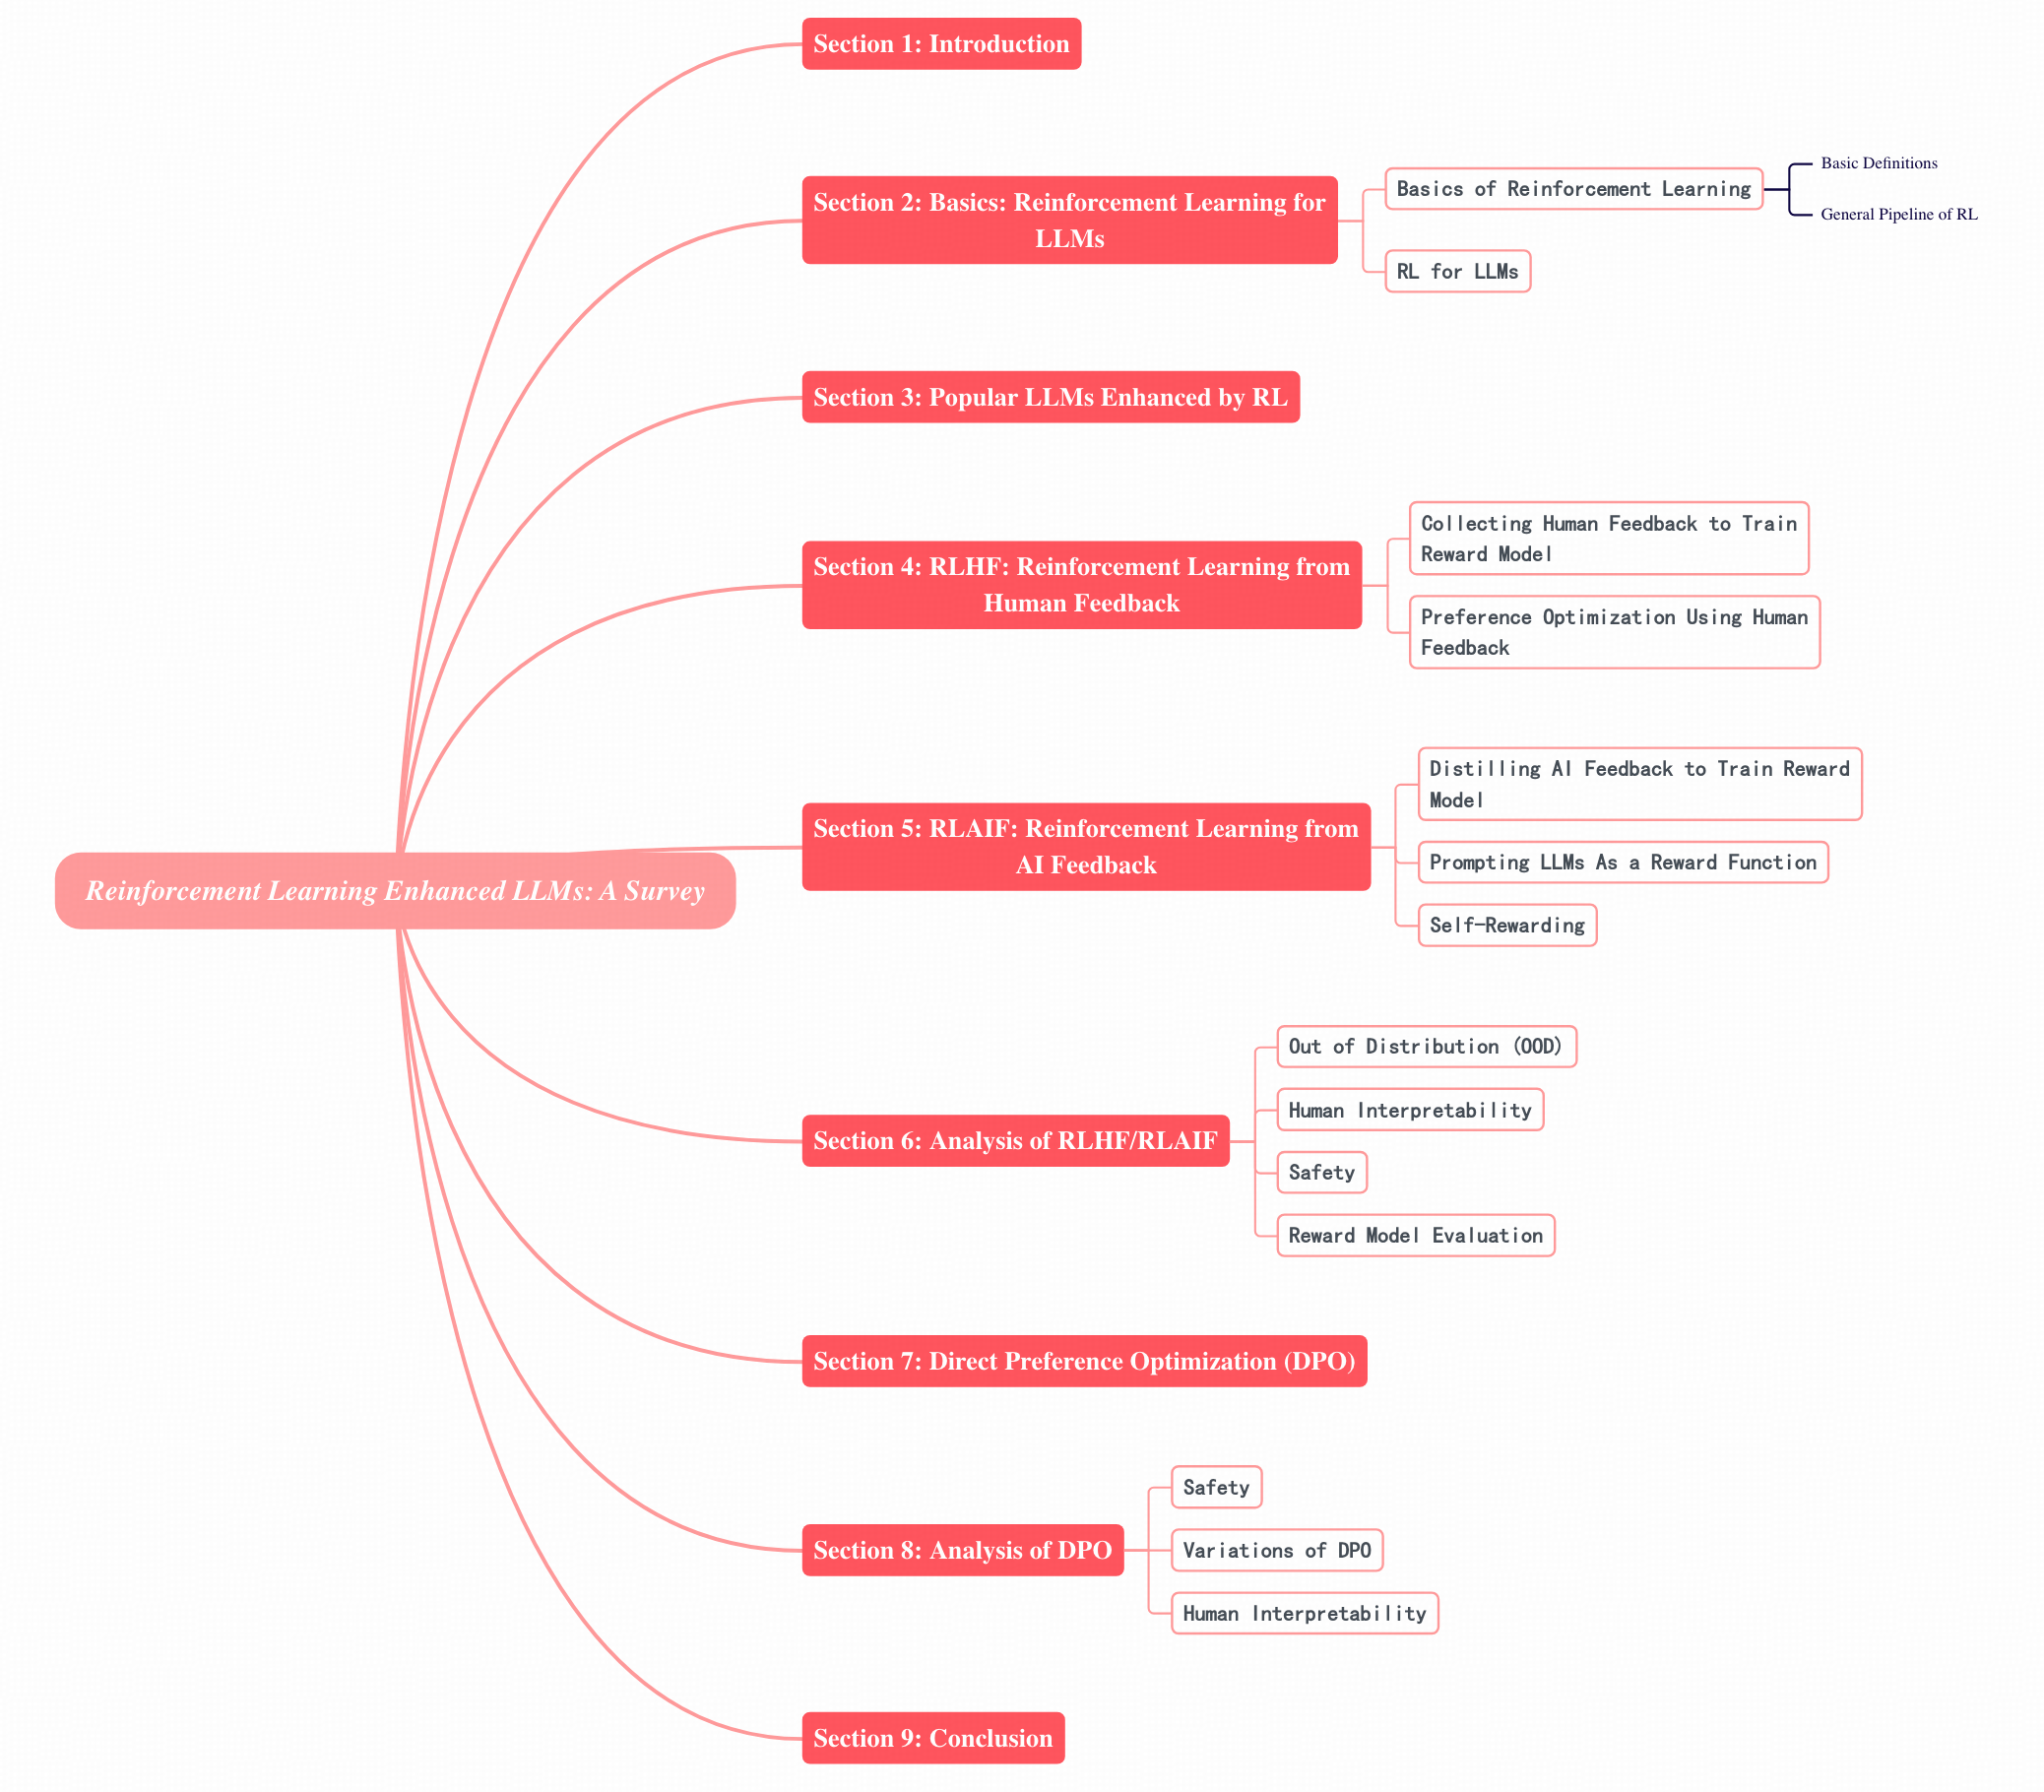 Section 1: Introduction
Section 2: Basics: Reinforcement Learning for
LLMs
Basics of Reinforcement Learning
Basic Definitions
General Pipeline of RL
RL for LLMs
Section 3: Popular LLMs Enhanced by RL
Section 4: RLHF: Reinforcement Learning from
Human Feedback
Collecting Human Feedback to Train
Reward Model
Preference Optimization Using Human
Feedback
Reinforcement Learning Enhanced LLMs: A Survey
Section 5: RLAIF: Reinforcement Learning from
AI Feedback
Distilling AI Feedback to Train Reward
Model
Prompting LLMs As a Reward Function
Self-Rewarding
Section 6: Analysis of RLHF/RLAIF
Out of Distribution (OOD)
Human Interpretability
Safety
Reward Model Evaluation
Section 7: Direct Preference Optimization (DPO)
Section 8: Analysis of DPO
Safety
Variations of DPO
Human Interpretability
Section 9: Conclusion